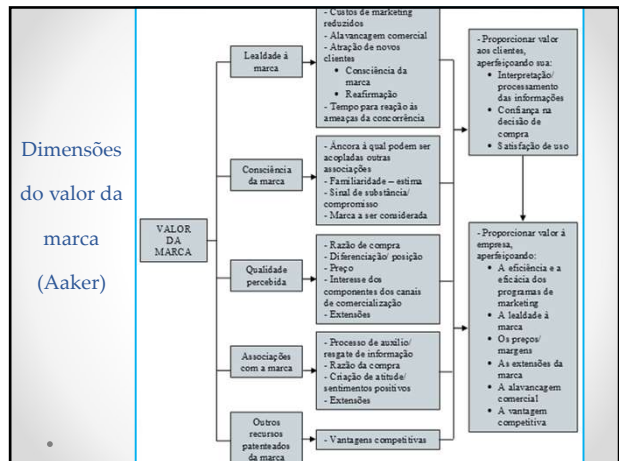 Dimensões
do valor da
marca
(Aaker)
VALOR
DA
MARCA
Lealdade à
marca
- Custos de marketing
reduzidos
- Alavancagem comercial
- Atração de novos
clientes
• Consciência da
marca
• Reafirmação
- Tempo para reação ás
ameaças da concorrência
Consciência
da marca
- Âncora á qual podem ser
acopladas outras
associações
- Familiaridade – estima
- Sinal de substância/
compromisso
- Marca a ser considerada
Qualidade
percebida
- Razão de compra
- Diferenciação/ posição
- Preço
- Interesse dos
componentes dos canais
de comercialização
- Extensões
Associações
com a marca
- Processo de auxílio/
resgate de informação
- Razão da compra
- Criação de atitude/
sentimentos positivos
- Extensões
Outros
recursos
patenteados
da marca
- Vantagens competitivas
- Proporcionar valor
aos clientes,
aperfeiçoando sua:
• Interpretação/
processamento
das informações
• Confiança na
decisão de
compra
• Satisfação de uso
- Proporcionar valor á
empresa,
aperfeiçoando:
• A eficiência e a
eficácia dos
programas de
marketing
• A lealdade á
marca
• Os preços/
margens
• As extensões da
marca
• A alavancagem
comercial
• A vantagem
competitiva